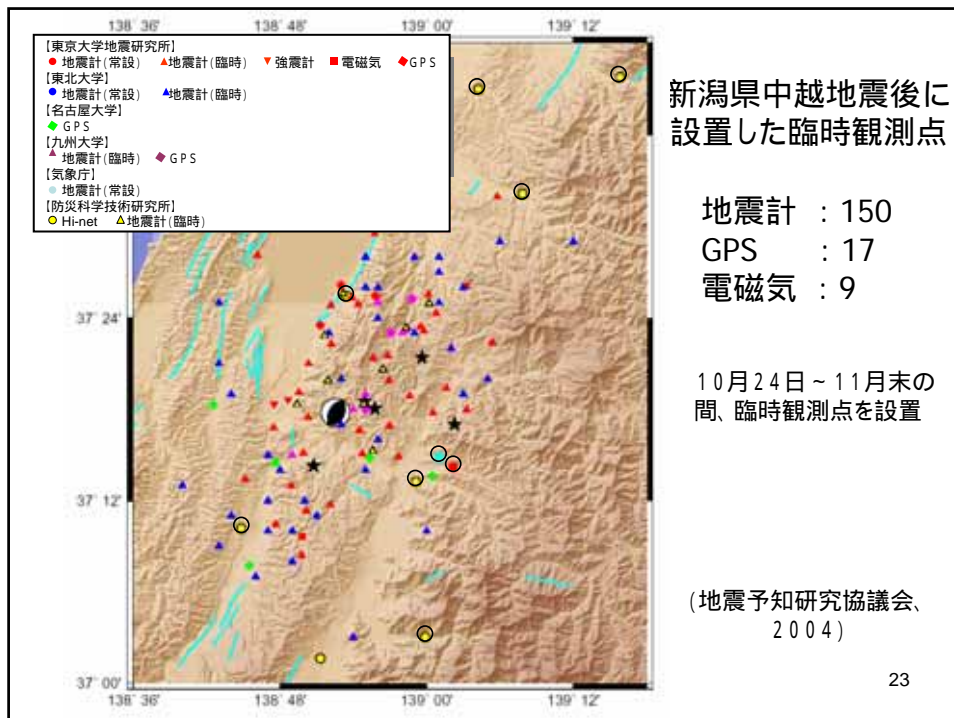 138° 36'
138° 48'
139° 00'
139° 12'
【東京大学地震研究所】
地震計(常設) 地震計(臨時) 強震計 電磁気 GPS
【東北大学】
地震計(常設) 地震計(臨時)
【名古屋大学】
GPS
【九州大学】
地震計(臨時) GPS
【気象庁】
地震計(常設)
【防災科学技術研究所】
Hi-net 地震計(臨時)
37° 24'
37° 12'
37° 00'
138° 36'
138° 48'
139° 00'
139° 12'
新潟県中越地震後に
設置した臨時観測点
地震計 : 150
GPS : 17
電磁気 : 9
10月24日~11月末の
間、臨時観測点を設置
(地震予知研究協議会、
2004)
23